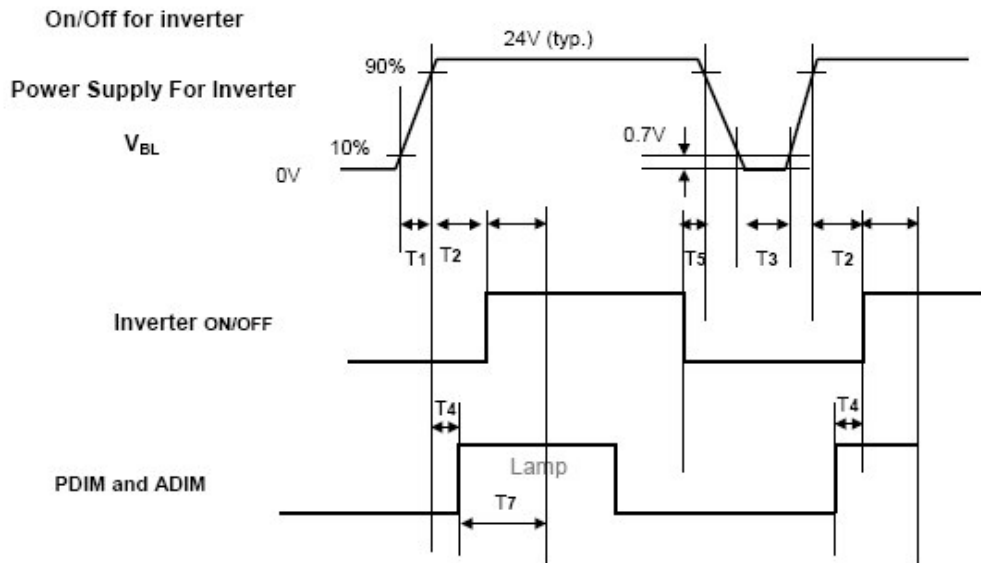 On/Off for inverter
24V (typ.)
90%
Power Supply For Inverter
VBL
10%
0.7V
0V
T1 T2 T5 T3 T2
Inverter ON/OFF
T4 T4
Lamp
PDIM and ADIM
T7